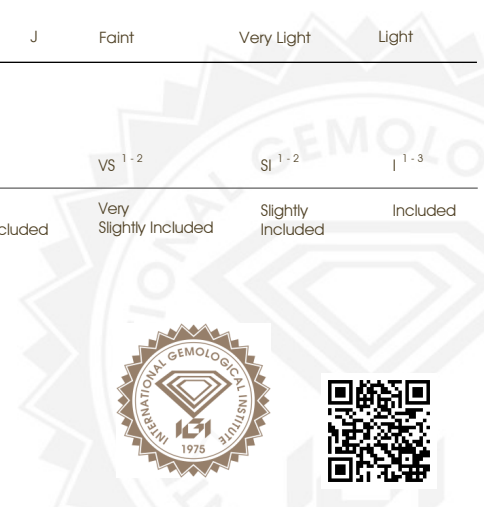 J Faint Very Light Light
VS 1 - 2 SI 1 - 2 I 1 - 3
cluded Very Slightly Included
Slightly Included
Included
INTERNATIONAL GEMOLOGICAL INSTITUTE
IGI
1975